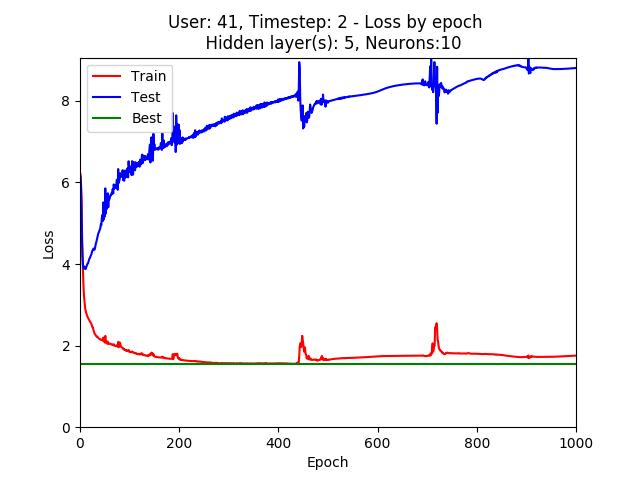 User: 41, Timestep: 2 - Loss by epoch
Hidden layer(s): 5, Neurons:10
Train
Test
Best
8
6
4
2
0
Loss
0 200 400 600 800 1000
Epoch